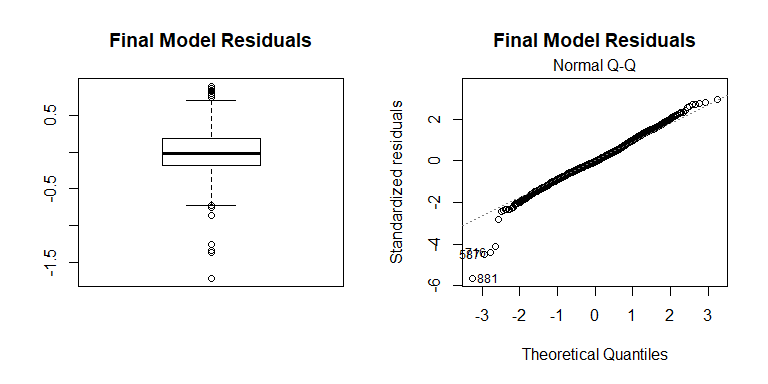 Final Model Residuals
0.5
-0.5
-1.5
Final Model Residuals
Normal Q-Q
Standardized residuals
2
0
-2
-4
-6
881
-3 -2 -1 0 1 2 3
Theoretical Quantiles